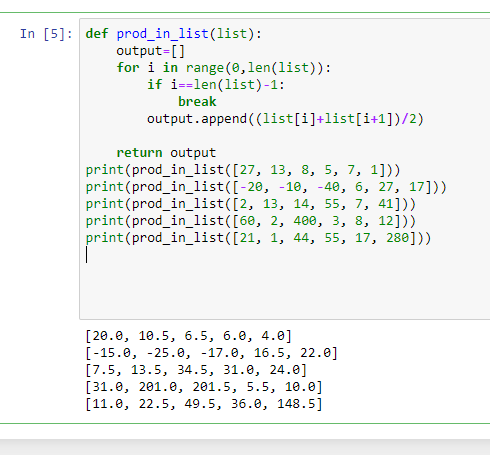 In [5]: def prod_in_list(list):
    output=[]
    for i in range(0,len(list)):
        if i==len(list)-1:
            break
        output.append((list[i]+list[i+1])/2)
    return output
print(prod_in_list([27, 13, 8, 5, 7, 1]))
print(prod_in_list([-20, -10, -40, 6, 27, 17]))
print(prod_in_list([2, 13, 14, 55, 7, 41]))
print(prod_in_list([60, 2, 400, 3, 8, 12]))
print(prod_in_list([21, 1, 44, 55, 17, 280]))
[20.0, 10.5, 6.5, 6.0, 4.0]
[-15.0, -25.0, -17.0, 16.5, 22.0]
[7.5, 13.5, 34.5, 31.0, 24.0]
[31.0, 201.0, 201.5, 5.5, 10.0]
[11.0, 22.5, 49.5, 36.0, 148.5]